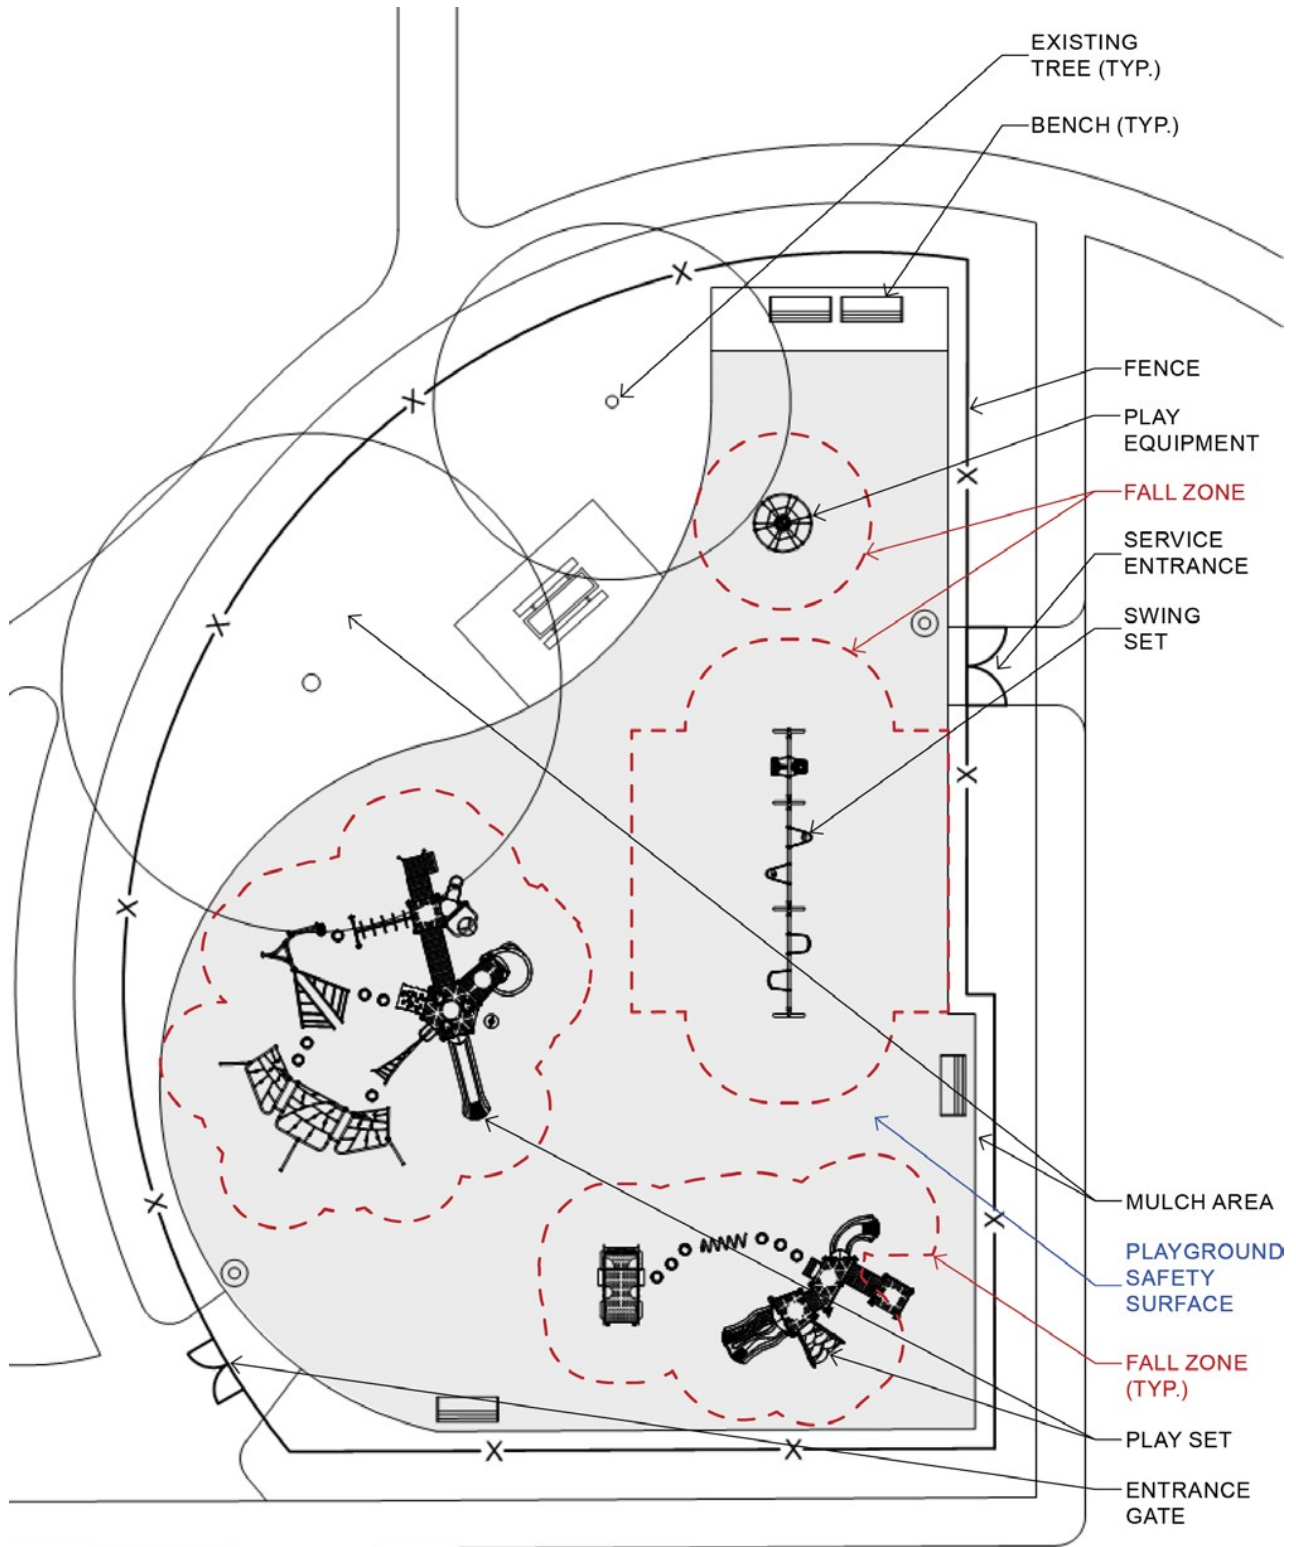 EXISTING
TREE (TYP.)
BENCH (TYP.)
FENCE
PLAY
EQUIPMENT
FALL ZONE
SERVICE
ENTRANCE
SWING
SET
MULCH AREA
PLAYGROUND
SAFETY
SURFACE
FALL ZONE
(TYP.)
PLAY SET
ENTRANCE
GATE